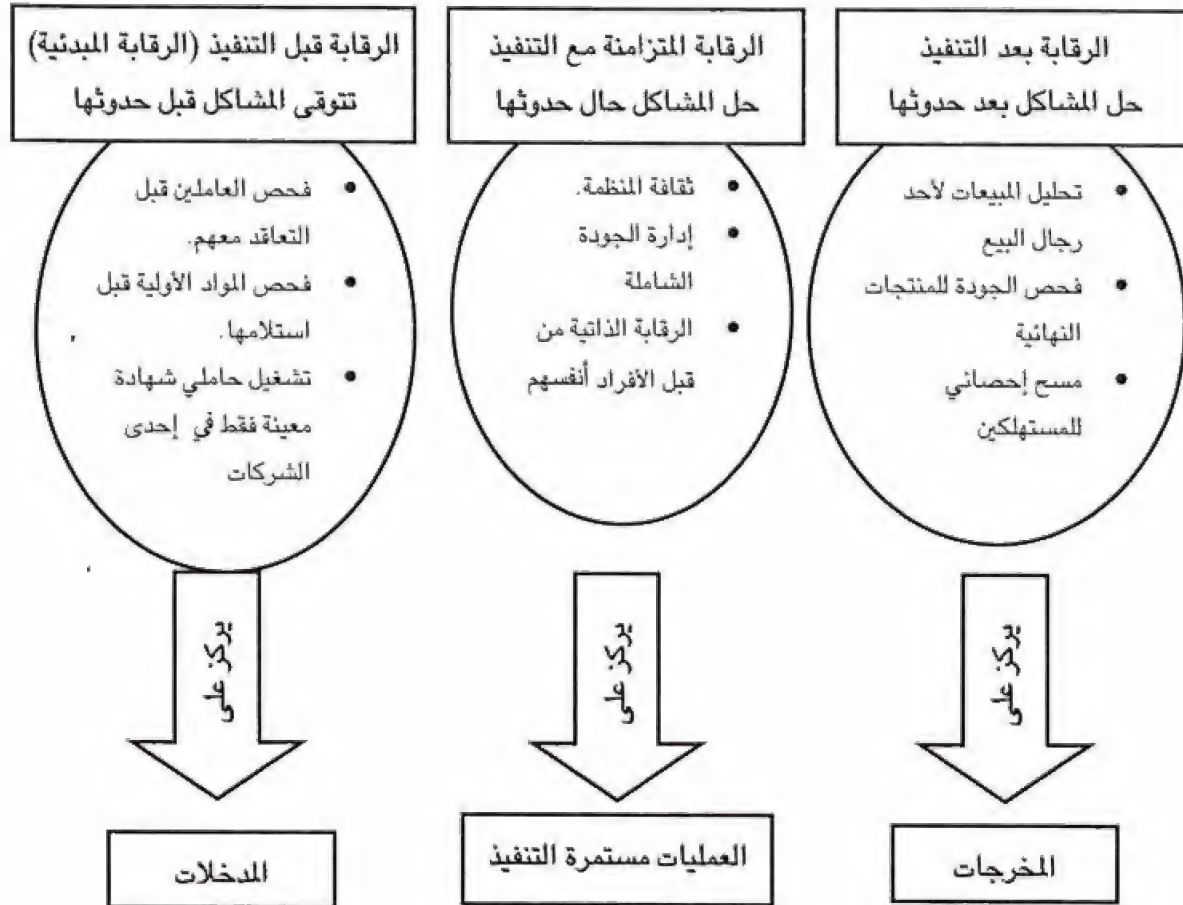 الرقابة بعد التنفيذ
حل المشاكل بعد حدوثها
• تحليل المبيعات لأحد
رجال البيع
• فحص الجودة للمنتجات
النهائية
• مسح إحصائي
للمستهلكين
يركز على
المخرجات
الرقابة المتزامنة مع التنفيذ
حل المشاكل حال حدوثها
• ثقافة المنظمة.
• إدارة الجودة
الشاملة
• الرقابة الذاتية من
قبل الأفراد أنفسهم
يركز على
العمليات مستمرة التنفيذ
الرقابة قبل التنفيذ (الرقابة المبدئية)
تتوقى المشاكل قبل حدوثها
• فحص العاملين قبل
التعاقد معهم.
• فحص المواد الأولية قبل
استلامها.
• تشغيل حاملي شهادة
معينة فقط في إحدى
الشركات
يركز على
المدخلات